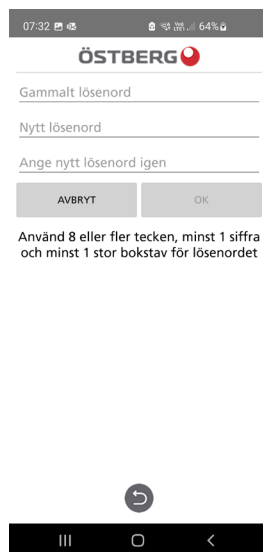 07:32 64%
ÖSTBERG
Gammalt lösenord
Nytt lösenord
Ange nytt lösenord igen
AVBRYT OK
Använd 8 eller fler tecken, minst 1 siffra
och minst 1 stor bokstav för lösenordet